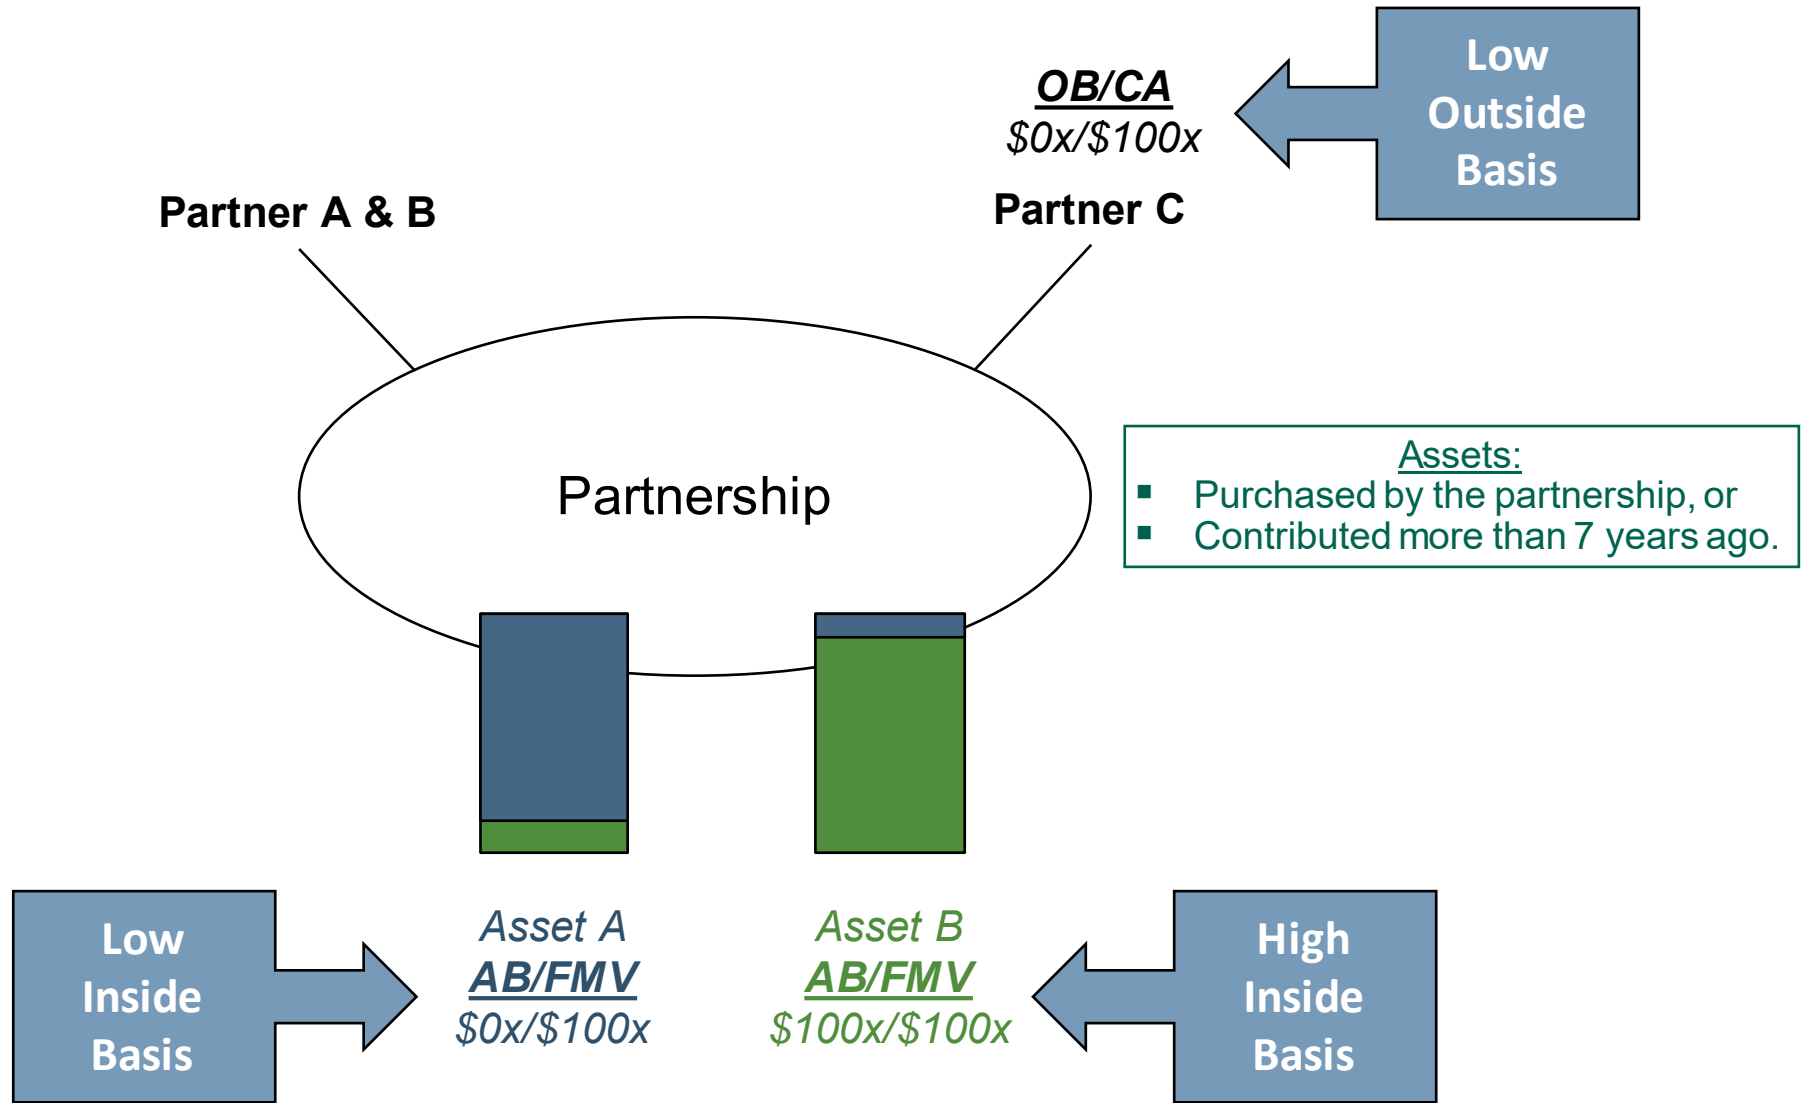 Low
Outside
Basis
OB/CA
$0x/$100x
Partner A & B
Partner C
Partnership
Assets:
▪ Purchased by the partnership, or
▪ Contributed more than 7 years ago.
Low
Inside
Basis
Asset A
AB/FMV
$0x/$100x
Asset B
AB/FMV
$100x/$100x
High
Inside
Basis